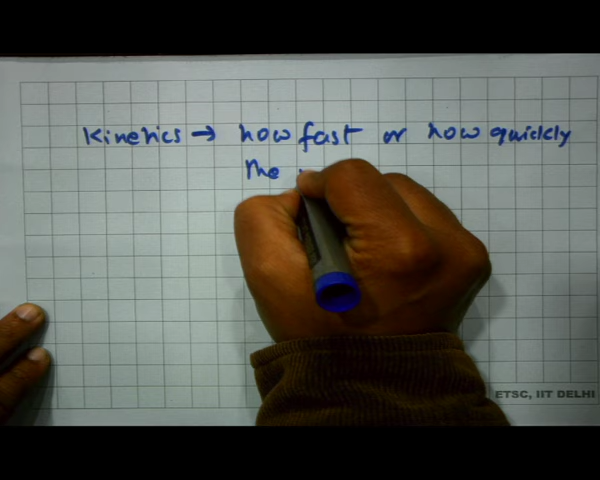 Kinetics → how fast or how quickly
the
ETSC, IIT DELHI